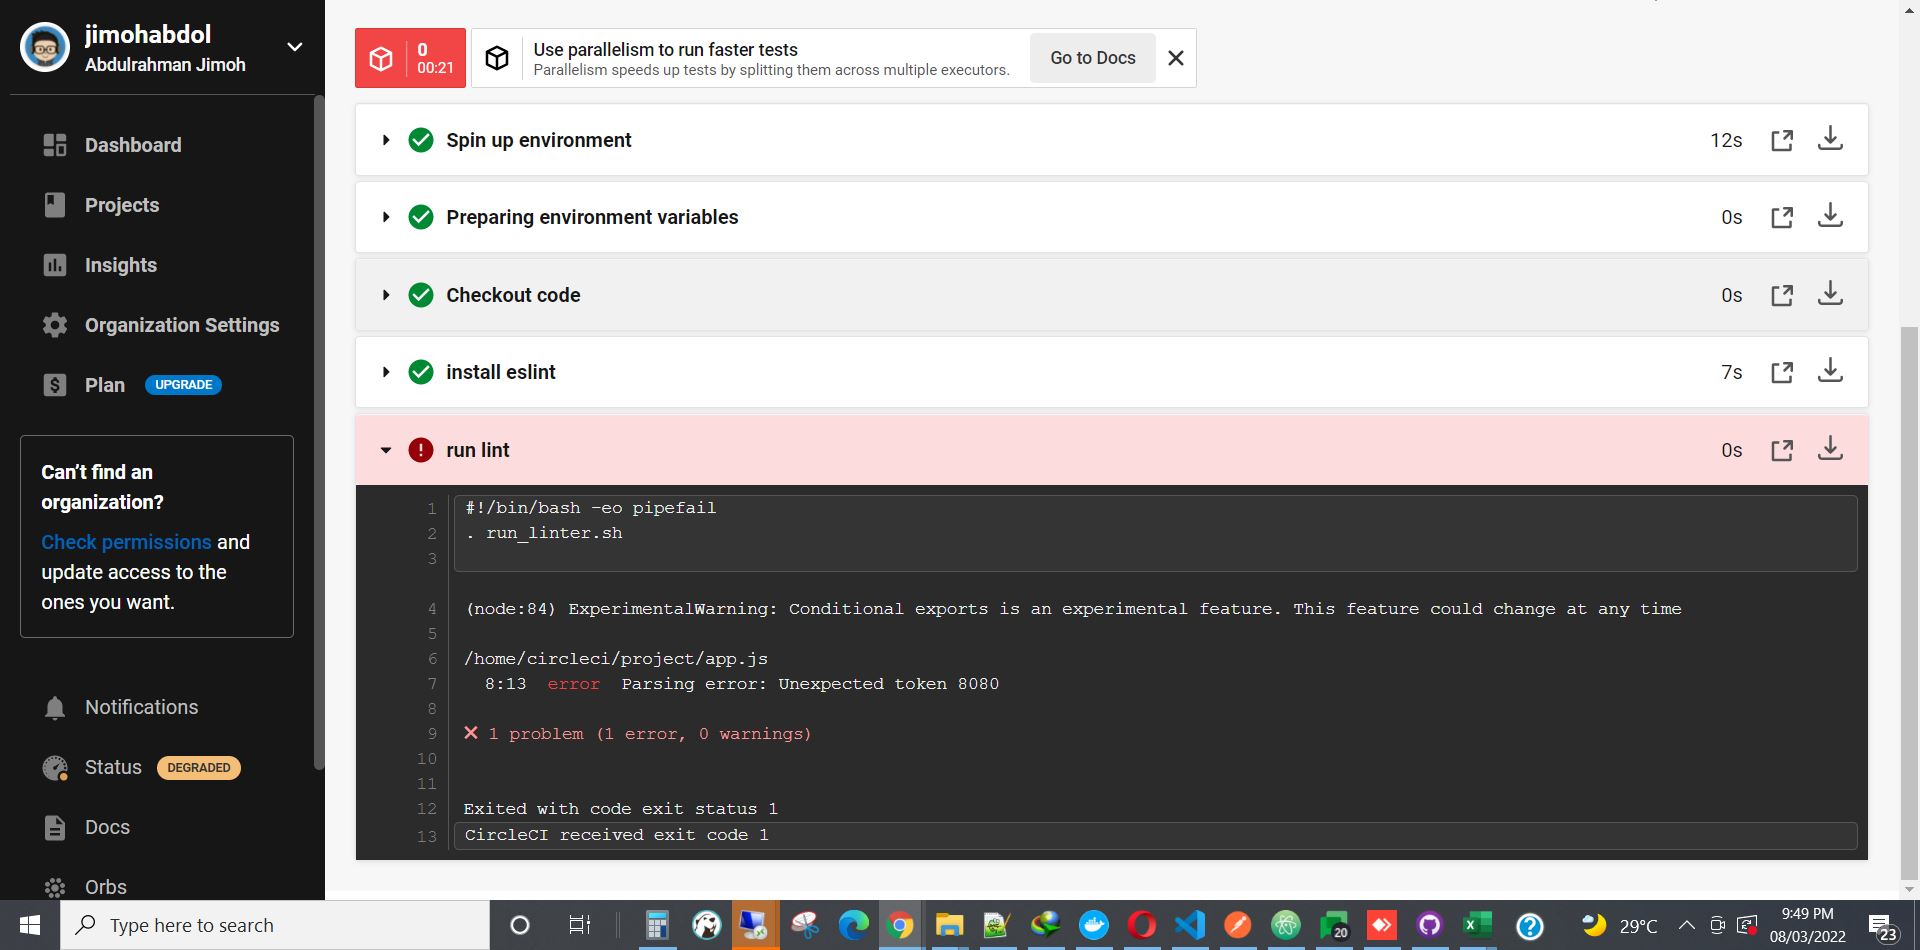 jimohabdol
Abdulrahman Jimoh
Dashboard
Projects
Insights
Organization Settings
Plan UPGRADE
Can't find an
organization?
Check permissions and
update access to the
ones you want.
Notifications
Status DEGRADED
Docs
Orbs
0
00:21
Use parallelism to run faster tests
Parallelism speeds up tests by splitting them across multiple executors.
Go to Docs
Spin up environment 12s
Preparing environment variables 0s
Checkout code 0s
install eslint 7s
run lint 0s
1 #!/bin/bash -eo pipefail
2 . run_linter.sh
3
4 (node:84) ExperimentalWarning: Conditional exports is an experimental feature. This feature could change at any time
5
6 /home/circleci/project/app.js
7 8:13 error Parsing error: Unexpected token 8080
8
9 ✕ 1 problem (1 error, 0 warnings)
10
11
12 Exited with code exit status 1
13 CircleCI received exit code 1
Type here to search
20
29°C
9:49 PM
08/03/2022
23